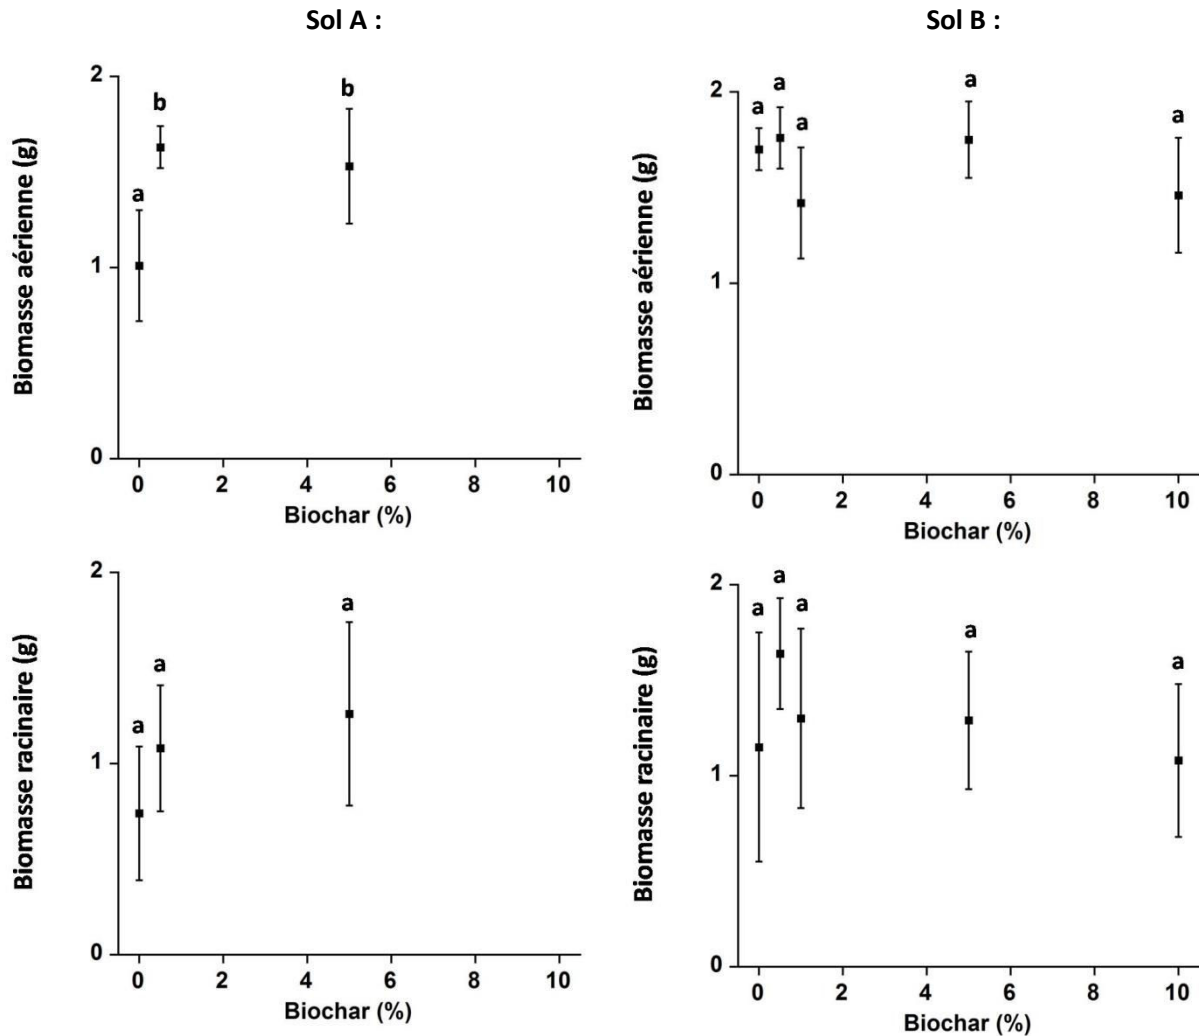 Sol A :
Sol B :
Biomasse aérienne (g)
2
1
0
a
b
b
0 2 4 6 8 10
Biochar (%)
Biomasse aérienne (g)
2
1
0
a
a
a
a
a
0 2 4 6 8 10
Biochar (%)
Biomasse racinaire (g)
2
1
0
a
a
a
0 2 4 6 8 10
Biochar (%)
Biomasse racinaire (g)
2
1
0
a
a
a
a
a
0 2 4 6 8 10
Biochar (%)